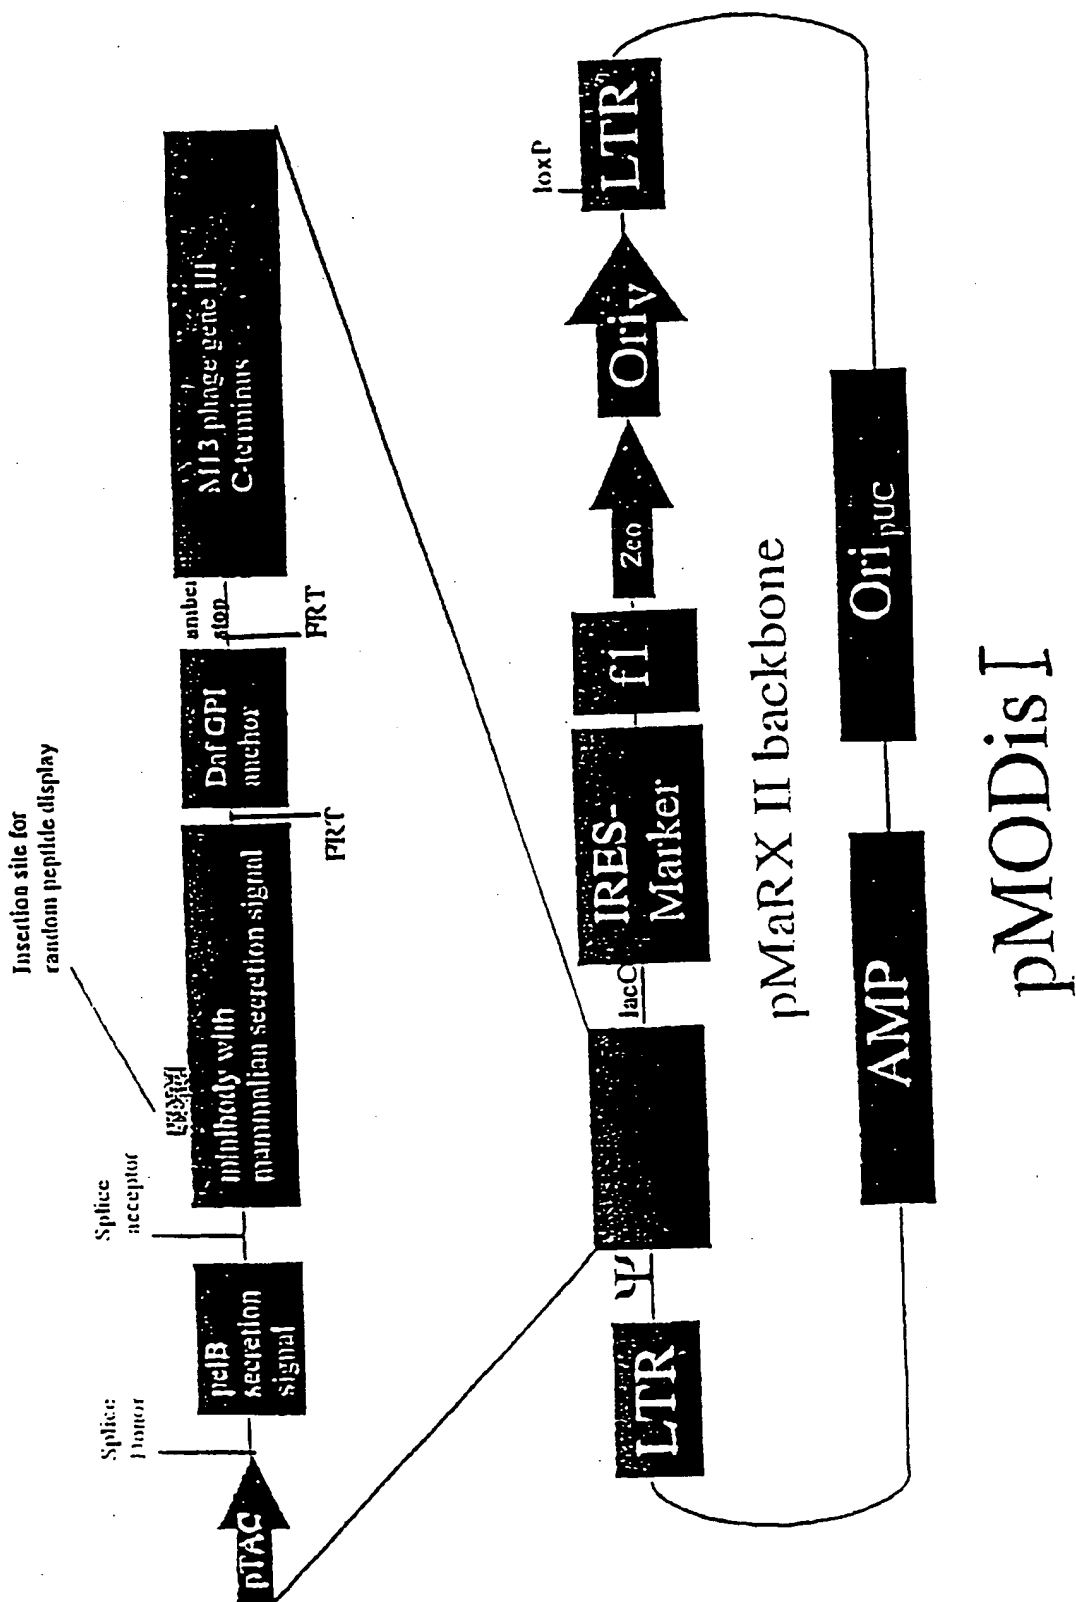 Insertion site for
random peptide display
Splice
Donor
Splice
acceptor
pTAC
pelB
secretion
signal
minibody with
mammalian secretion signal
FRT
Daf GPI
anchor
FRT
amber
stop
M13 phage gene III
C-terminus
LTR
Ψ
lacO
IRES-
Marker
f1
Zeo
Oriv
loxP
LTR
pMaRX II backbone
AMP
Ori pUC
pMODis I